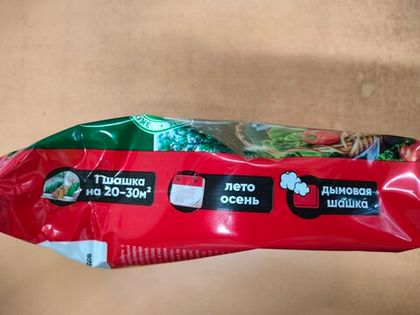 1 шашка
на 20-30м²
лето
осень
дымовая
шашка